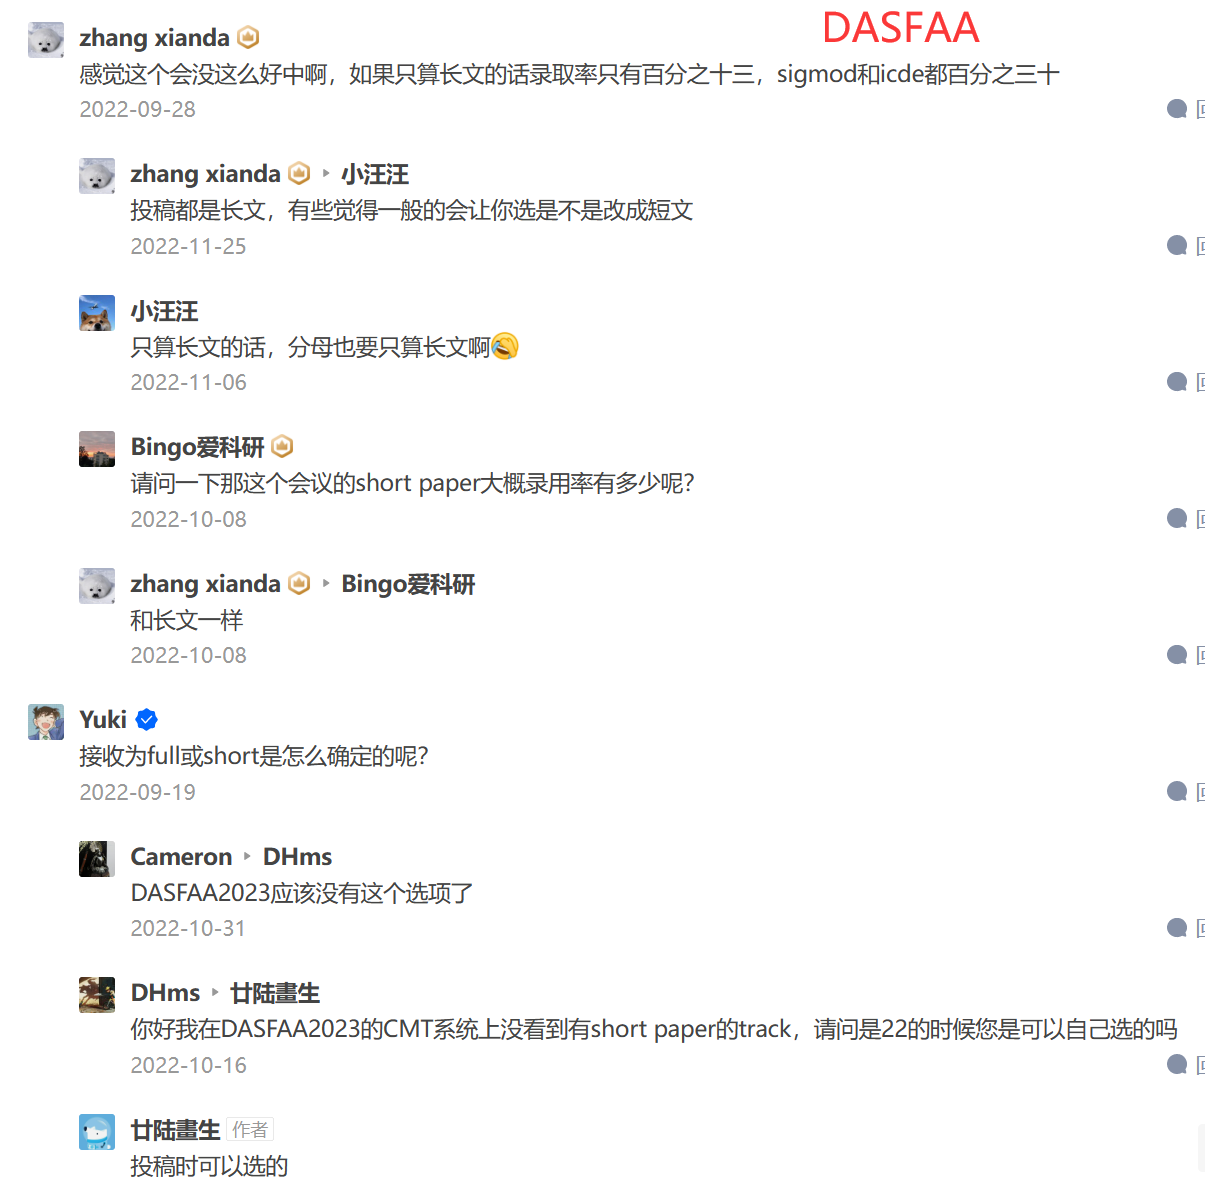 DASFAA
zhang xianda
感觉这个会没这么好中啊，如果只算长文的话录取率只有百分之十三，sigmod和icde都百分之三十
2022-09-28
zhang xianda 小汪汪
投稿都是长文，有些觉得一般的会让你选是不是改成短文
2022-11-25
小汪汪
只算长文的话，分母也要只算长文啊
2022-11-06
Bingo爱科研
请问一下那这个会议的short paper大概录用率有多少呢？
2022-10-08
zhang xianda Bingo爱科研
和长文一样
2022-10-08
Yuki
接收为full或short是怎么确定的呢？
2022-09-19
Cameron DHms
DASFAA2023应该没有这个选项了
2022-10-31
DHms 廿陆畫生
你好我在DASFAA2023的CMT系统上没看到有short paper的track，请问是22的时候您是可以自己选的吗
2022-10-16
廿陆畫生 作者
投稿时可以选的